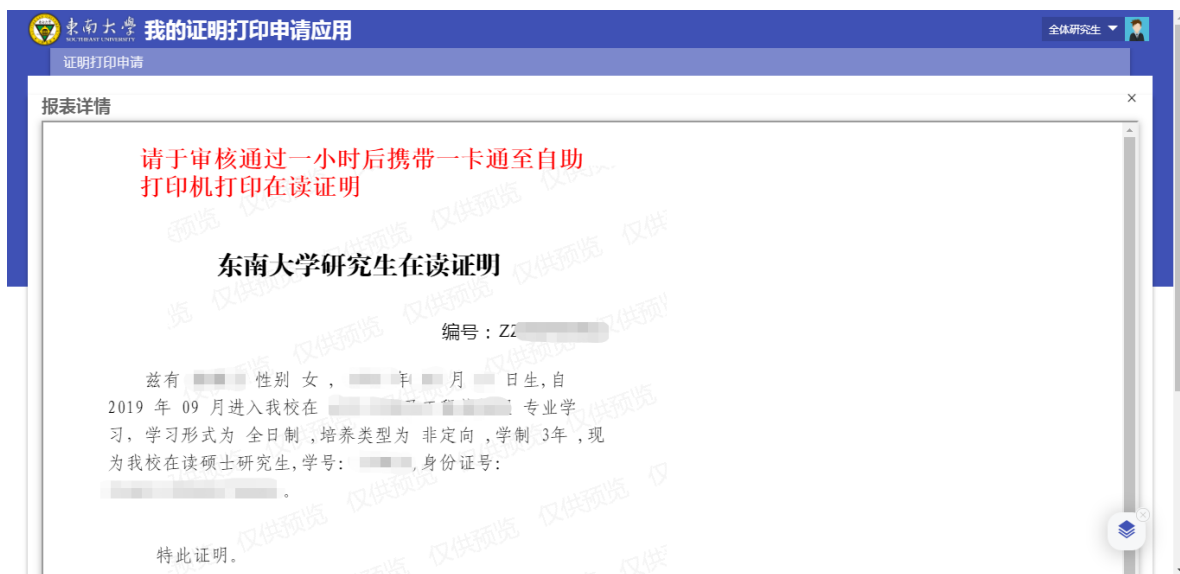 东南大学 我的证明打印申请应用
SOUTHEAST UNIVERSITY
全体研究生
证明打印申请
报表详情
请于审核通过一小时后携带一卡通至自助
打印机打印在读证明
东南大学研究生在读证明
编号：Z2
兹有 性别 女 ， 年 月 日生,自
2019 年 09 月进入我校在 专业学
习，学习形式为 全日制 ,培养类型为 非定向 ,学制 3年 ,现
为我校在读硕士研究生,学号： ,身份证号：
。
特此证明。
仅供预览